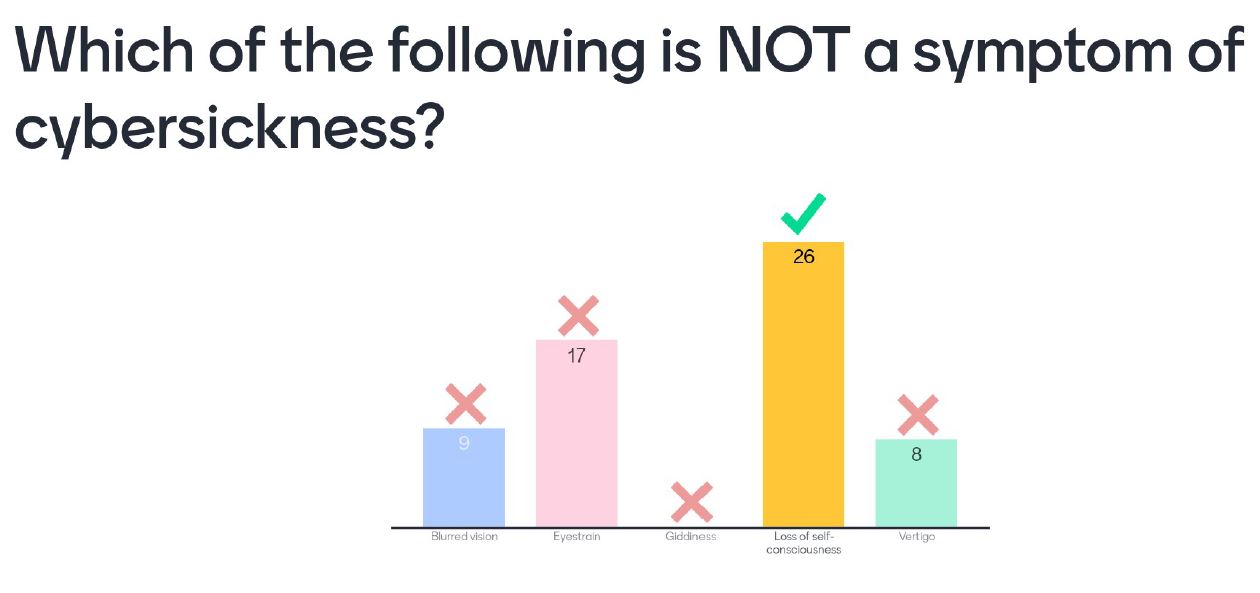 Which of the following is NOT a symptom of
cybersickness?
26
17
9
8
Blurred vision
Eyestrain
Giddiness
Loss of self-
consciousness
Vertigo